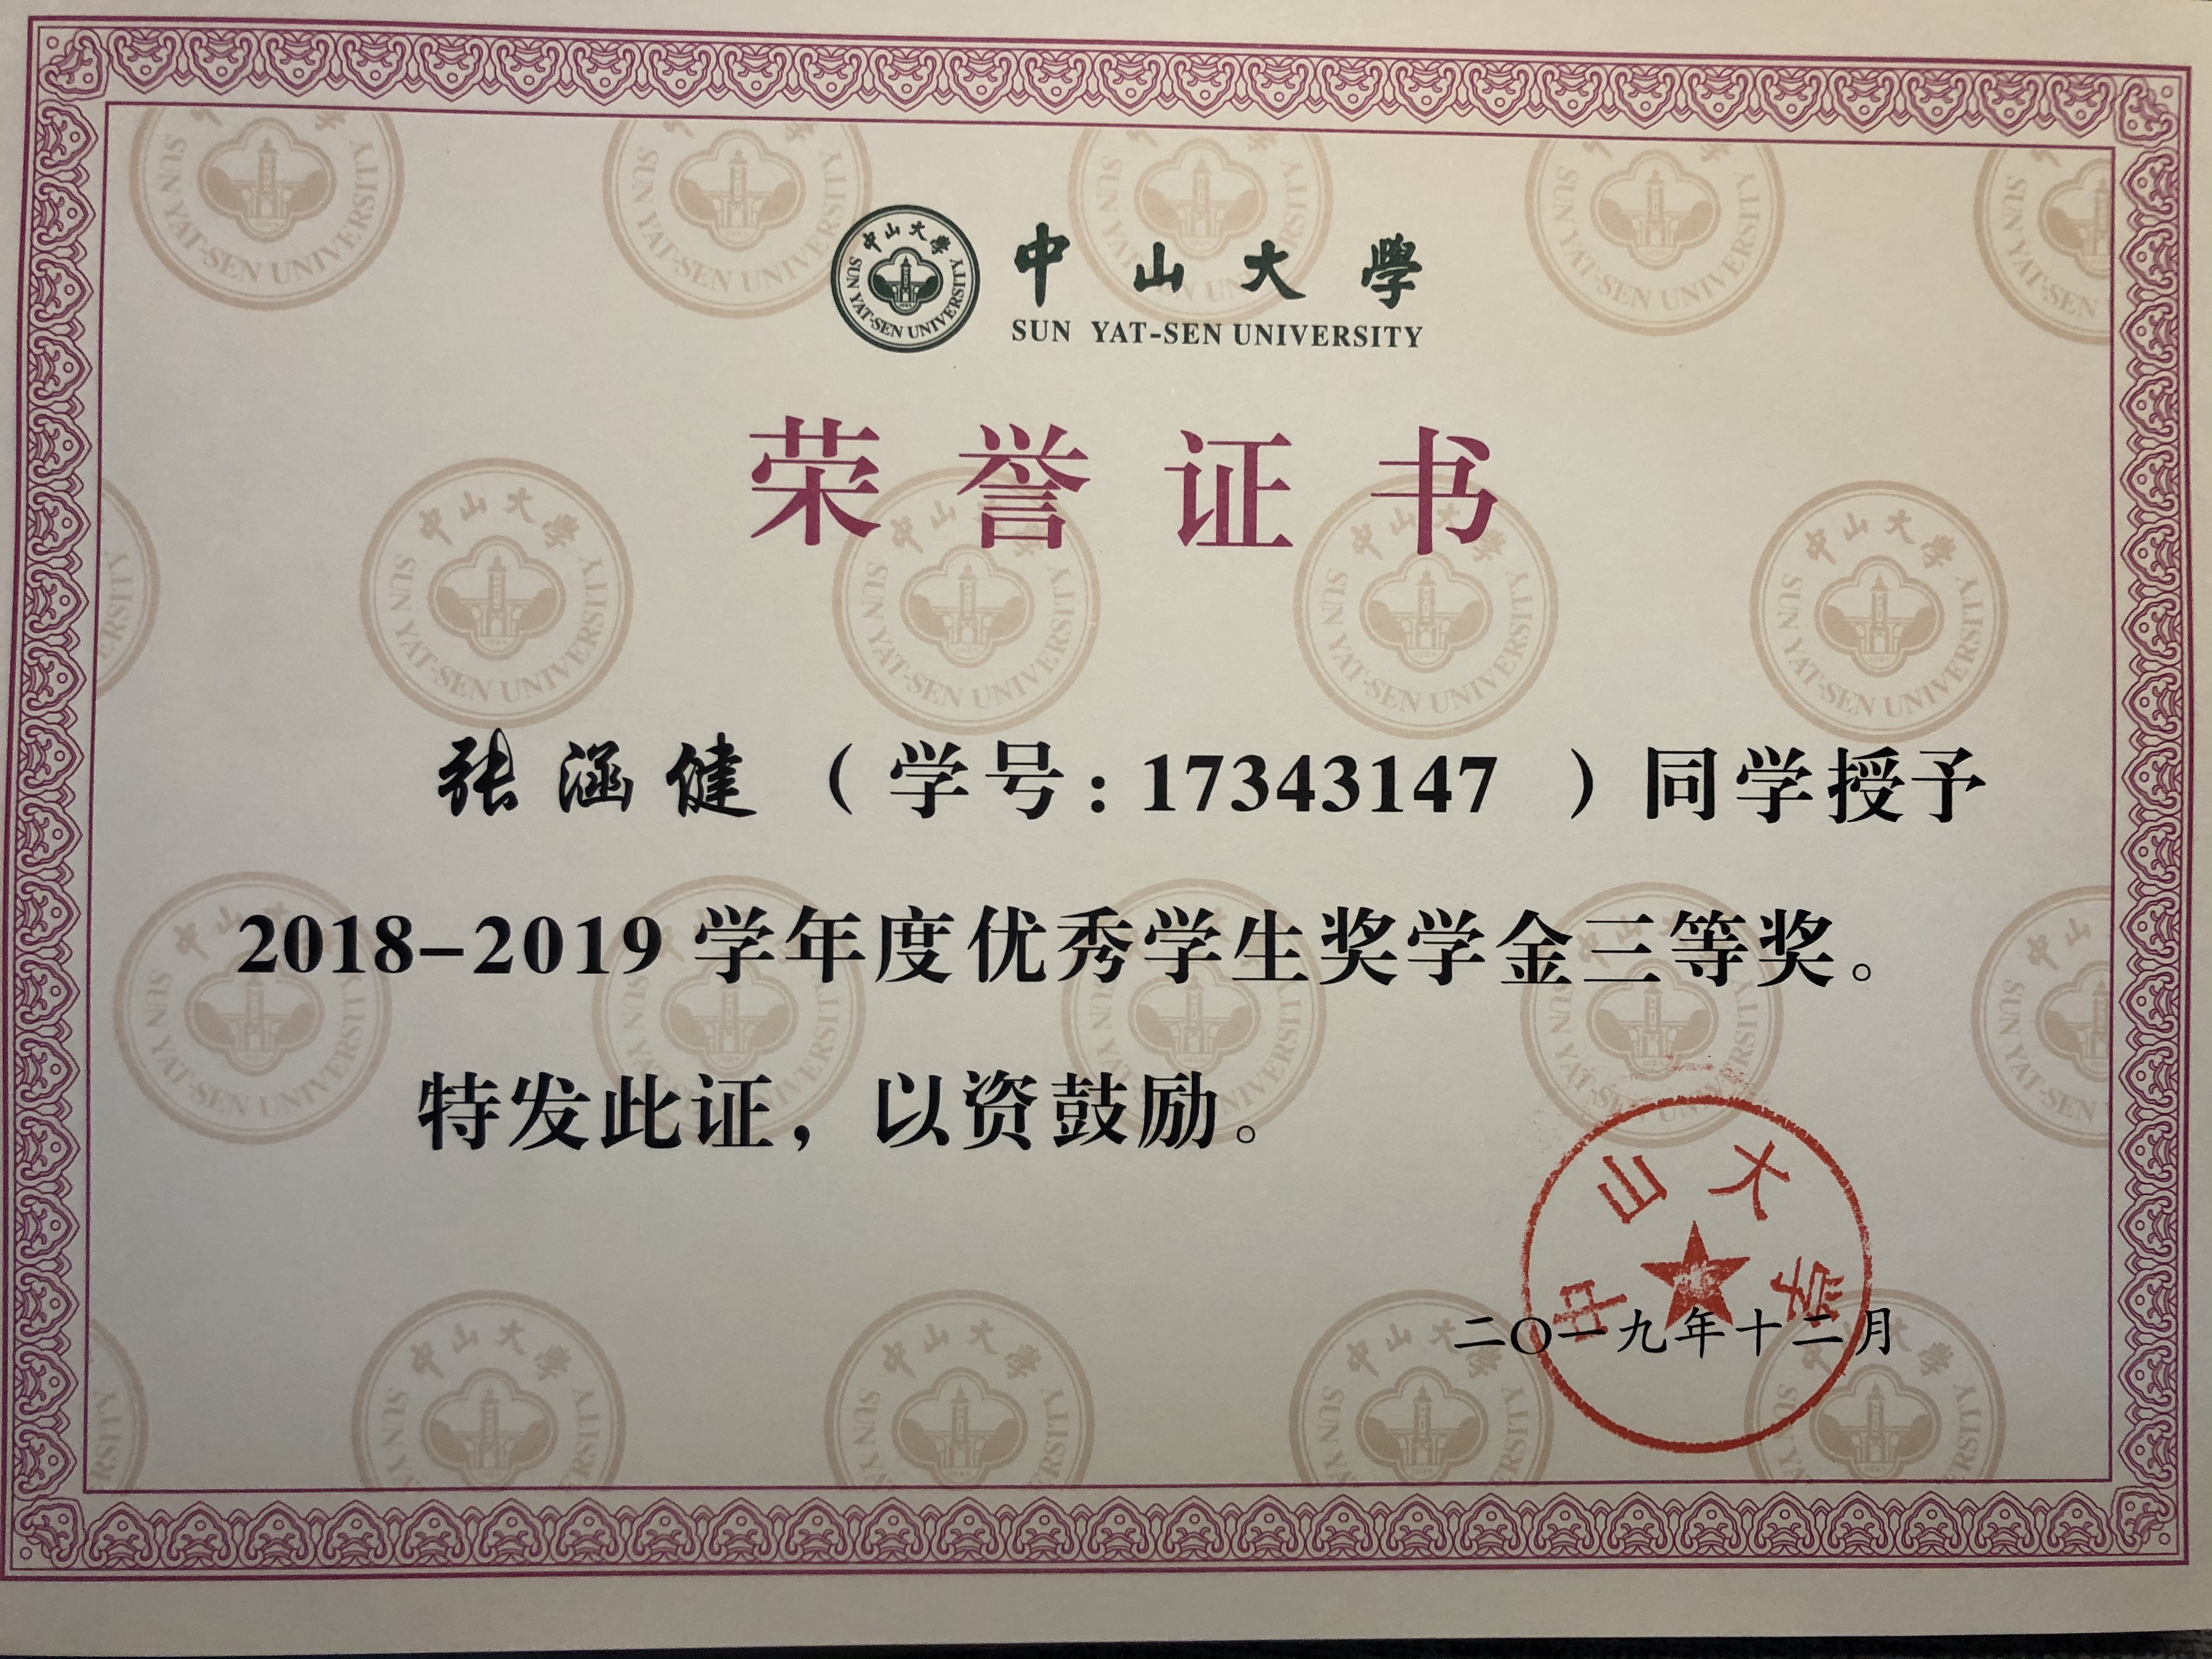 中山大學
SUN YAT-SEN UNIVERSITY
荣誉证书
张涵健（学号：17343147 ）同学授予
2018-2019 学年度优秀学生奖学金三等奖。
特发此证，以资鼓励。
中山大学
二〇一九年十二月